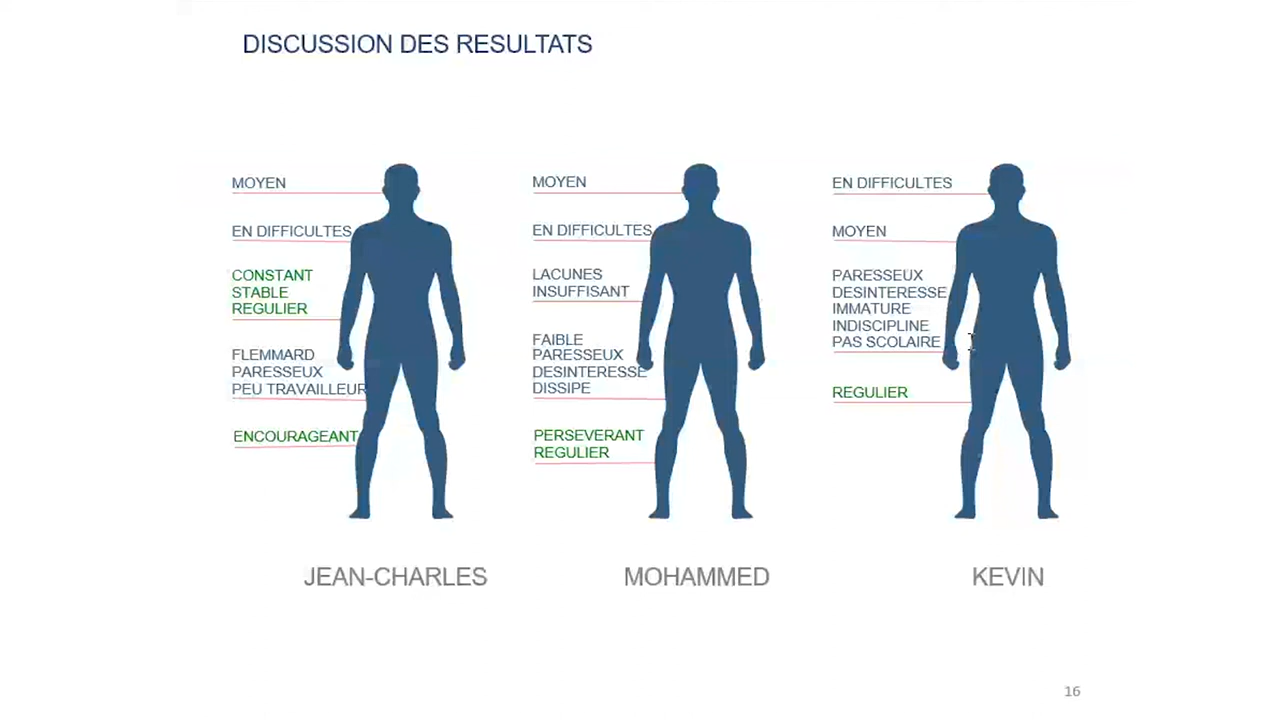 DISCUSSION DES RESULTATS
MOYEN
EN DIFFICULTES
CONSTANT
STABLE
REGULIER
FLEMMARD
PARESSEUX
PEU TRAVAILLEUR
ENCOURAGEANT
JEAN-CHARLES
MOYEN
EN DIFFICULTES
LACUNES
INSUFFISANT
FAIBLE
PARESSEUX
DESINTERESSE
DISSIPE
PERSEVERANT
REGULIER
MOHAMMED
EN DIFFICULTES
MOYEN
PARESSEUX
DESINTERESSE
IMMATURE
INDISCIPLINE
PAS SCOLAIRE
REGULIER
KEVIN
16